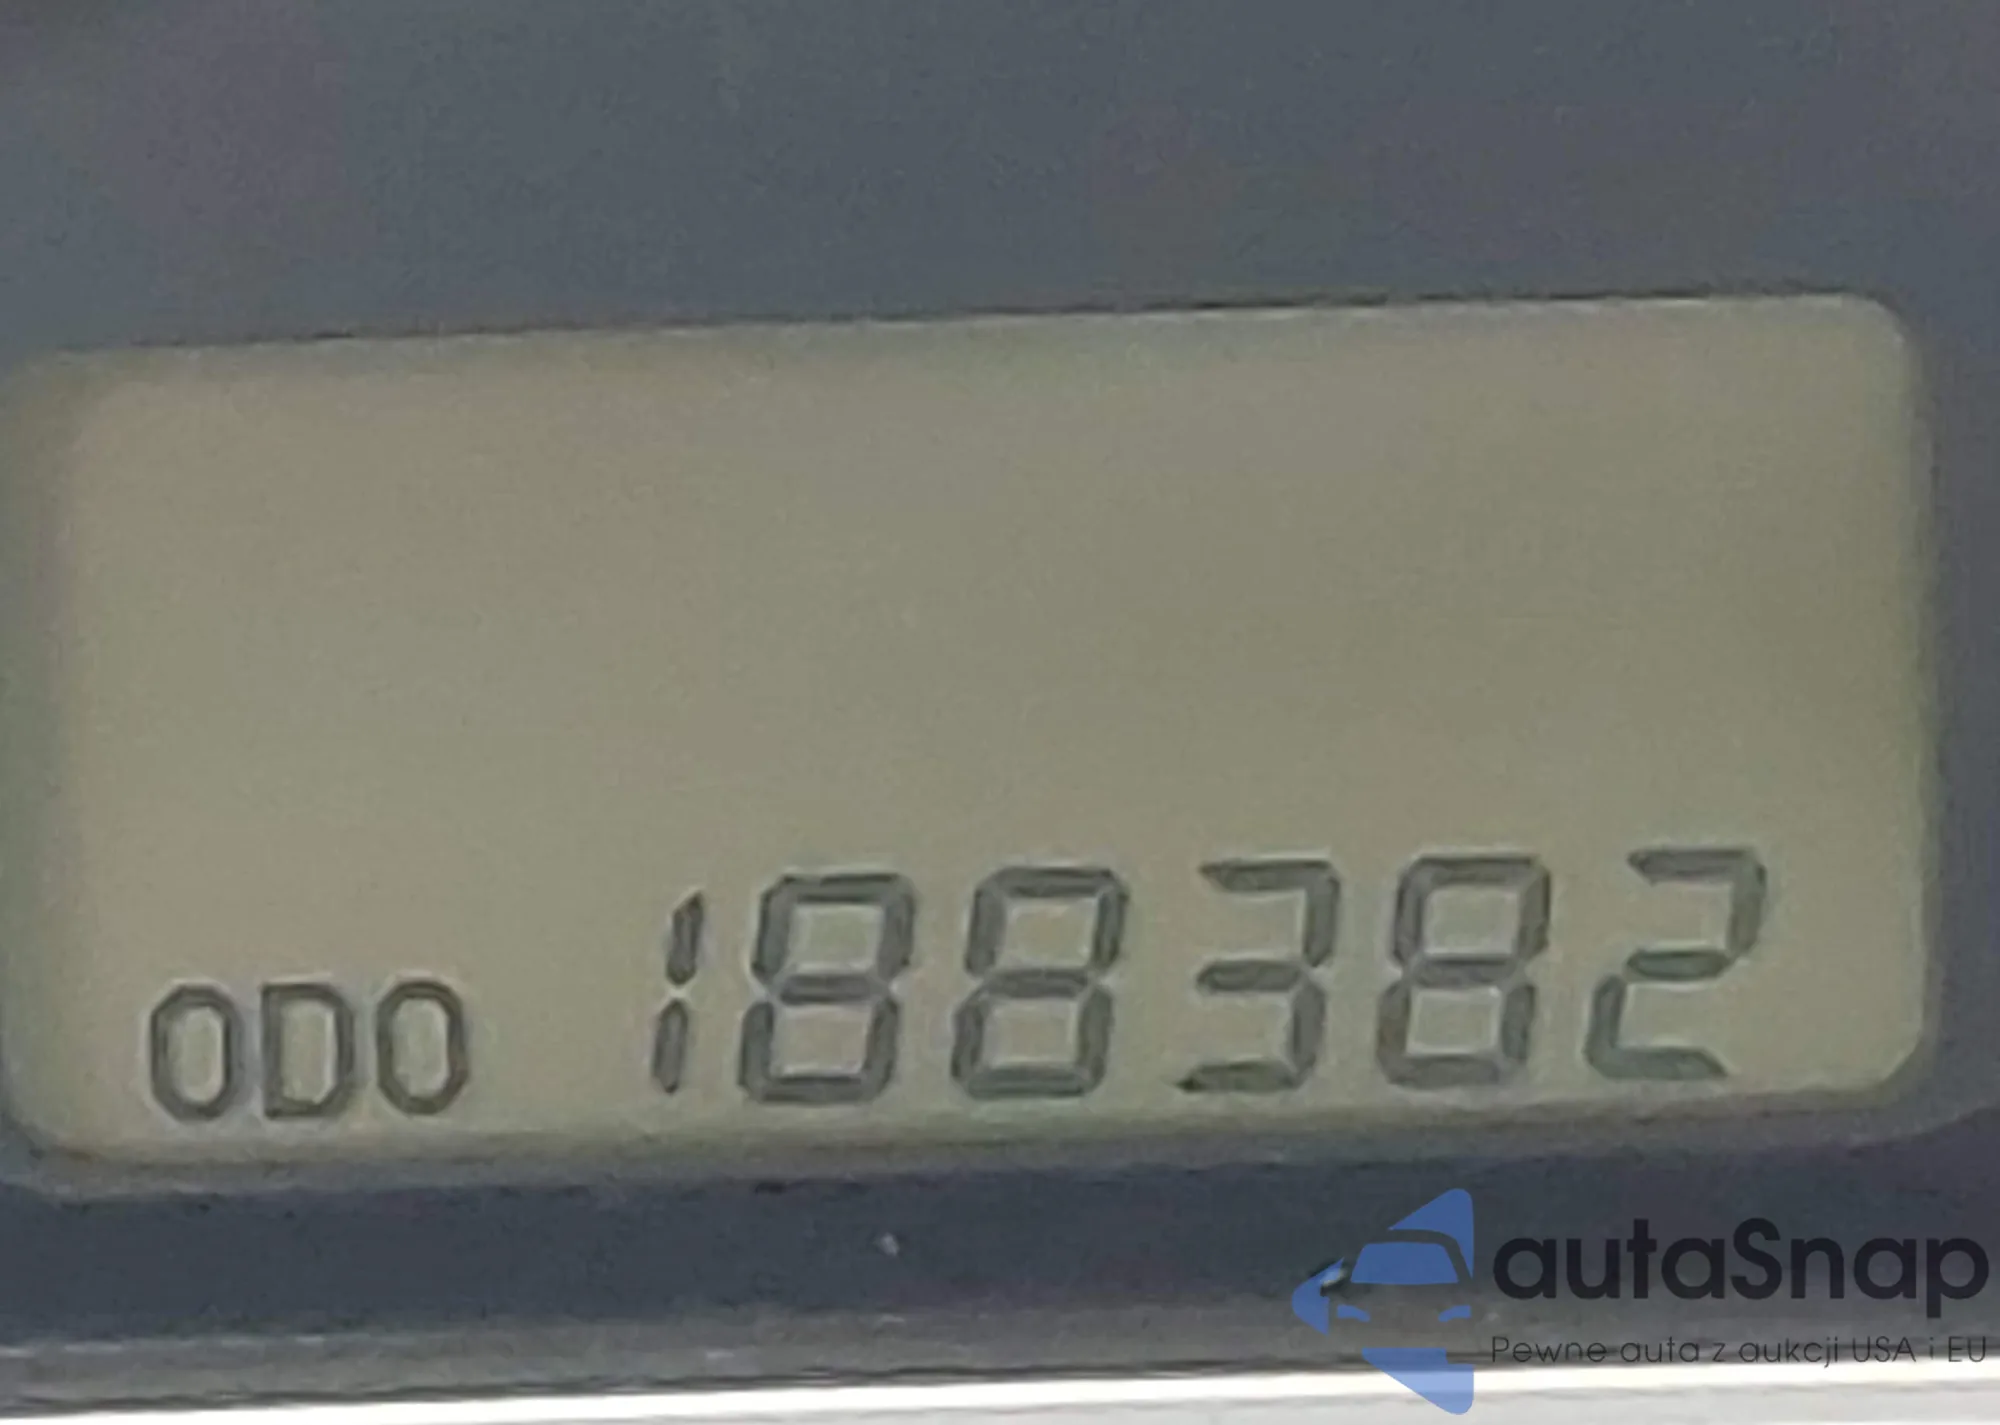 ODO 188382
autaSnap
Pewne auta z aukcji USA i EU